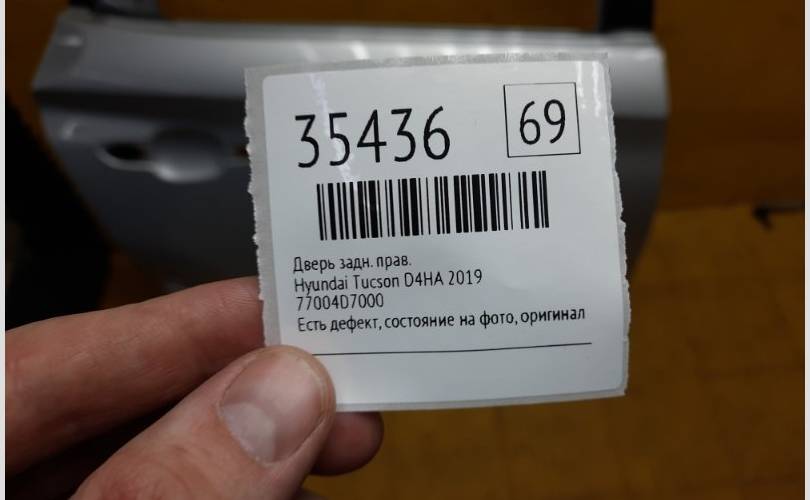 35436
69
Дверь задн. прав.
Hyundai Tucson D4HA 2019
77004D7000
Есть дефект, состояние на фото, оригинал